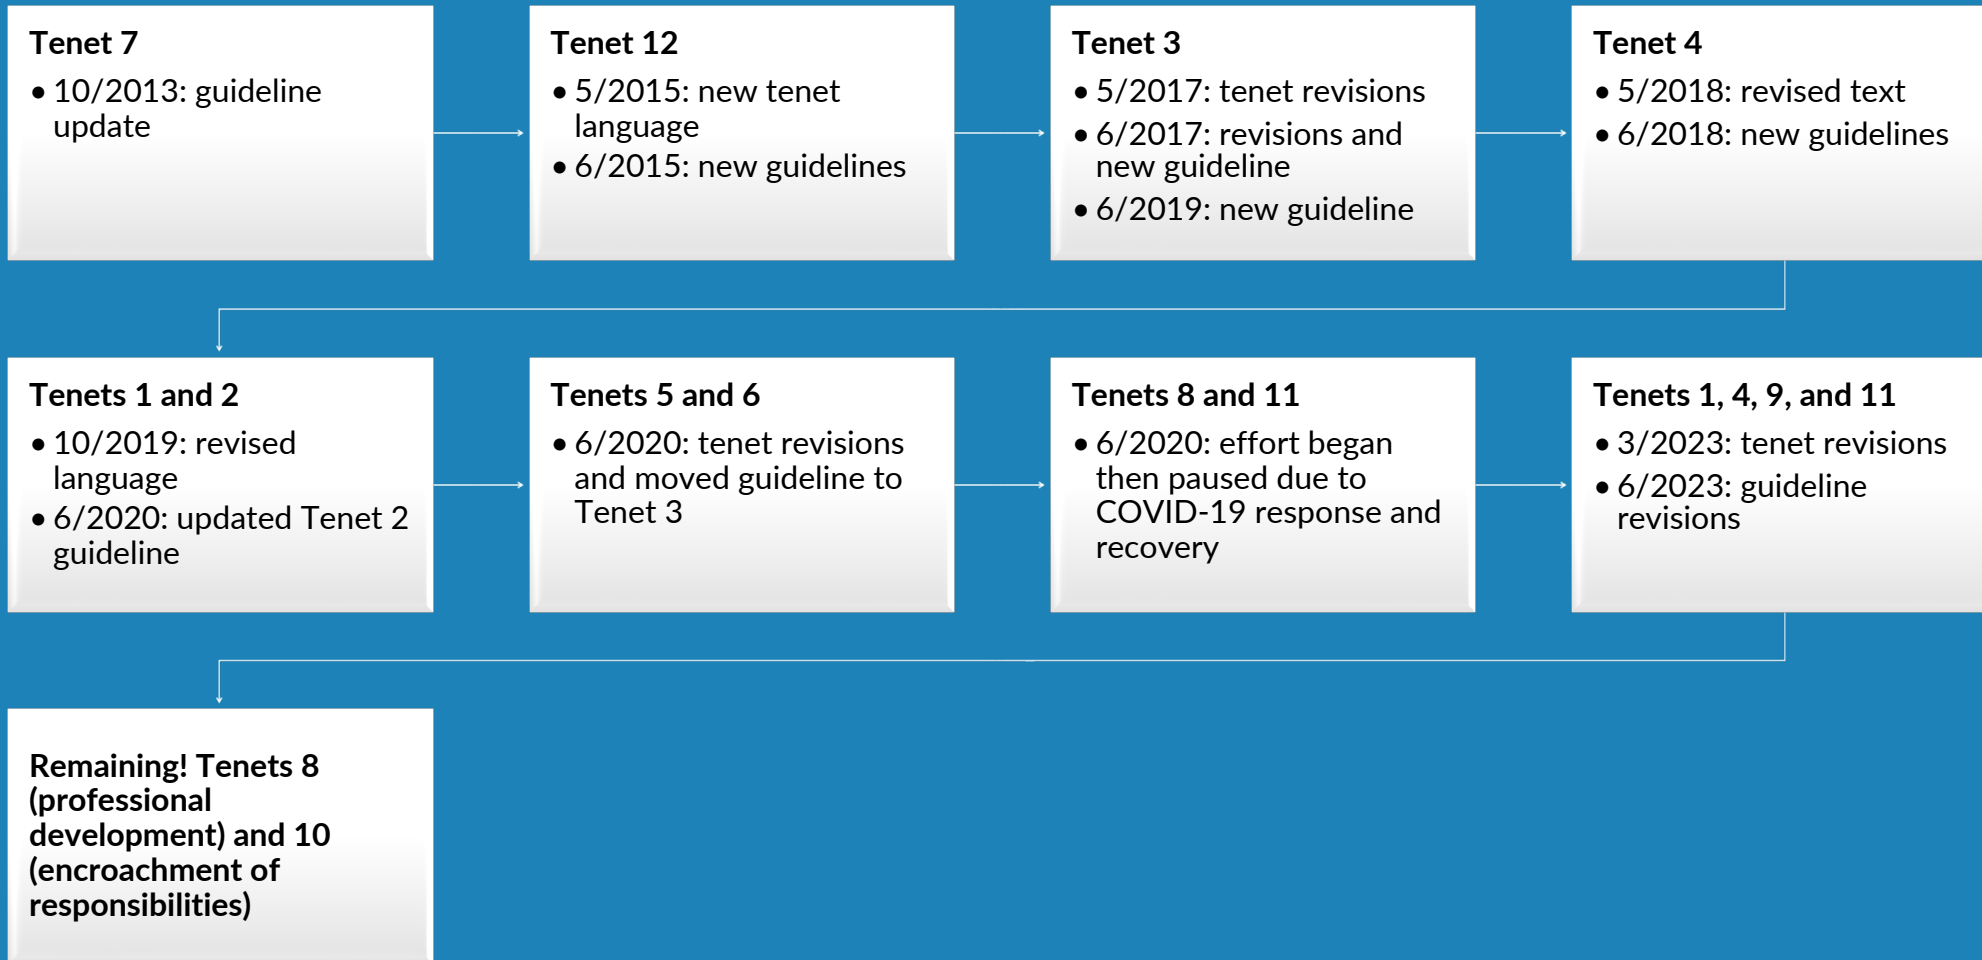 Tenet 7
• 10/2013: guideline
update
Tenet 12
• 5/2015: new tenet
language
• 6/2015: new guidelines
Tenet 3
• 5/2017: tenet revisions
• 6/2017: revisions and
new guideline
• 6/2019: new guideline
Tenet 4
• 5/2018: revised text
• 6/2018: new guidelines
Tenets 1 and 2
• 10/2019: revised
language
• 6/2020: updated Tenet 2
guideline
Tenets 5 and 6
• 6/2020: tenet revisions
and moved guideline to
Tenet 3
Tenets 8 and 11
• 6/2020: effort began
then paused due to
COVID-19 response and
recovery
Tenets 1, 4, 9, and 11
• 3/2023: tenet revisions
• 6/2023: guideline
revisions
Remaining! Tenets 8
(professional
development) and 10
(encroachment of
responsibilities)